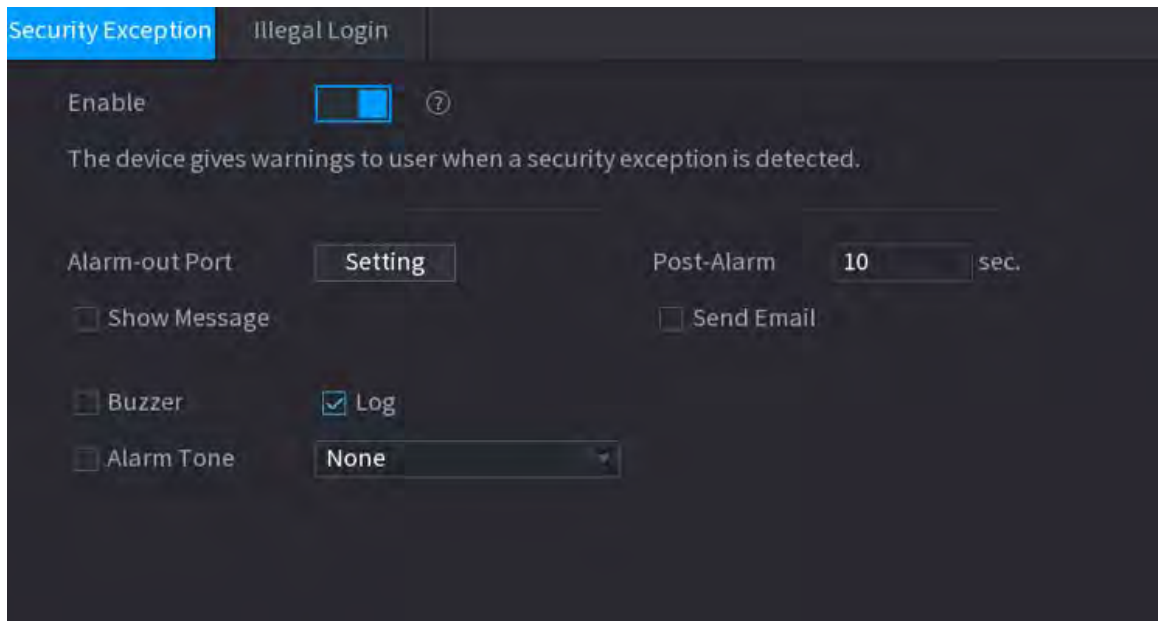 Security Exception Illegal Login
Enable ?
The device gives warnings to user when a security exception is detected.
Alarm-out Port Setting Post-Alarm 10 sec.
Show Message Send Email
Buzzer Log
Alarm Tone None